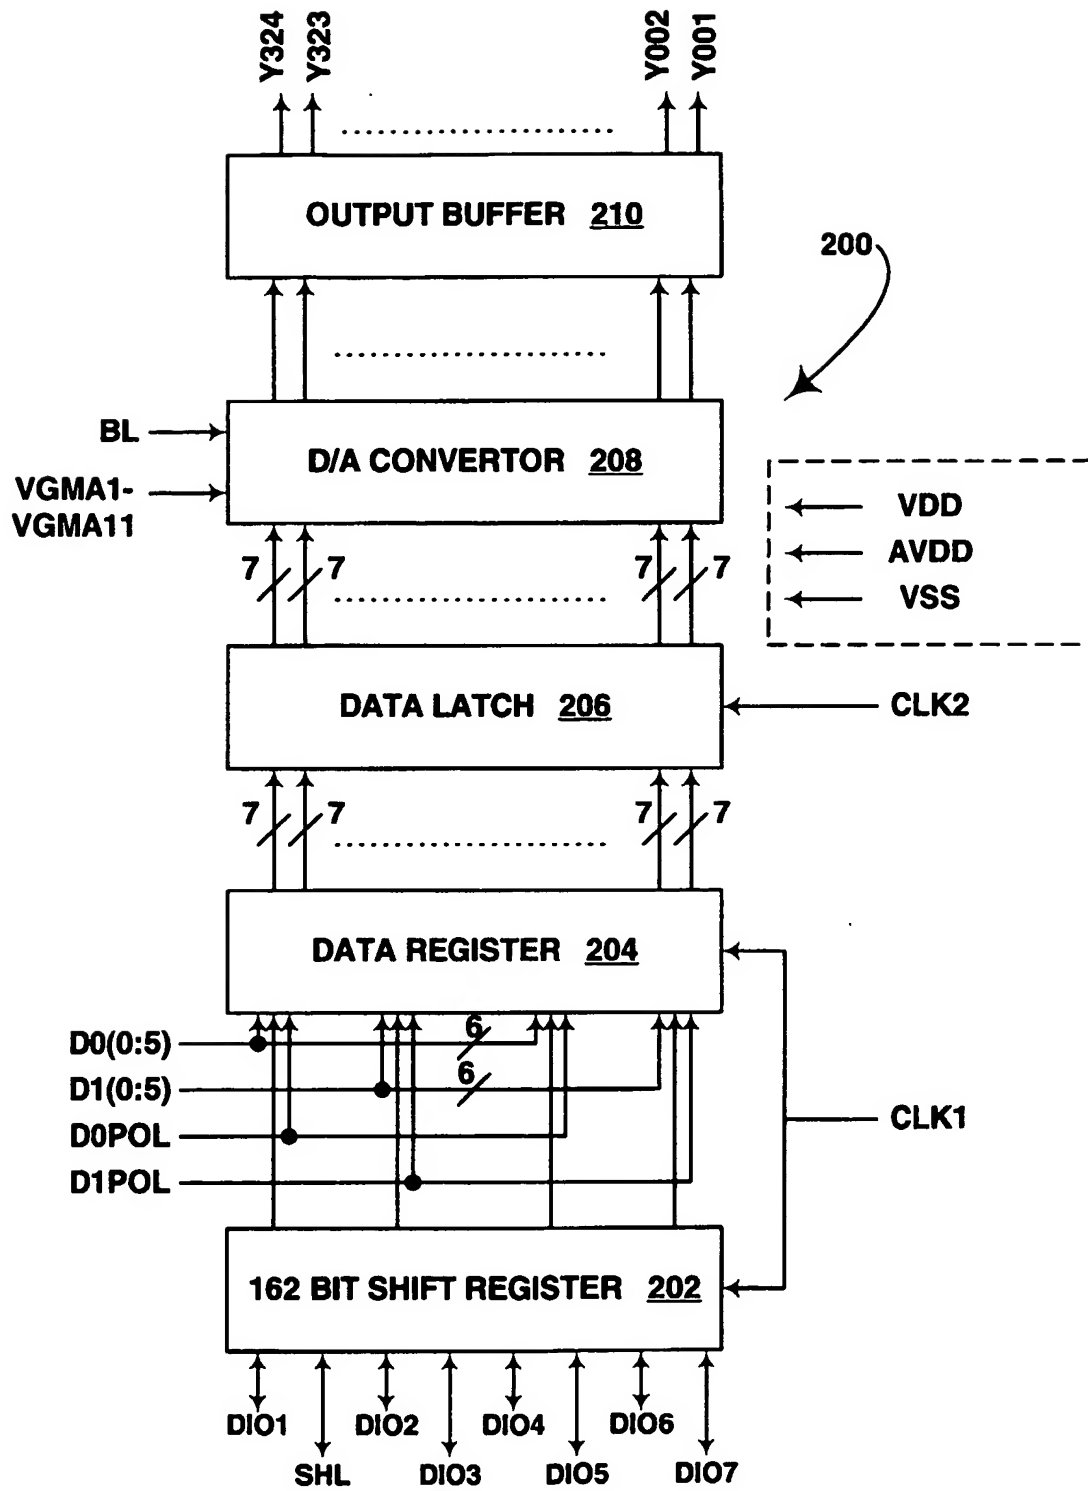 Y324 Y323 Y002 Y001
OUTPUT BUFFER 210
200
BL
D/A CONVERTOR 208
VGMA1-
VGMA11
VDD
AVDD
VSS
7 7 7 7
DATA LATCH 206
CLK2
7 7 7 7
DATA REGISTER 204
D0(0:5) 6
D1(0:5) 6
D0POL
CLK1
D1POL
162 BIT SHIFT REGISTER 202
DIO1 DIO2 DIO4 DIO6
SHL DIO3 DIO5 DIO7